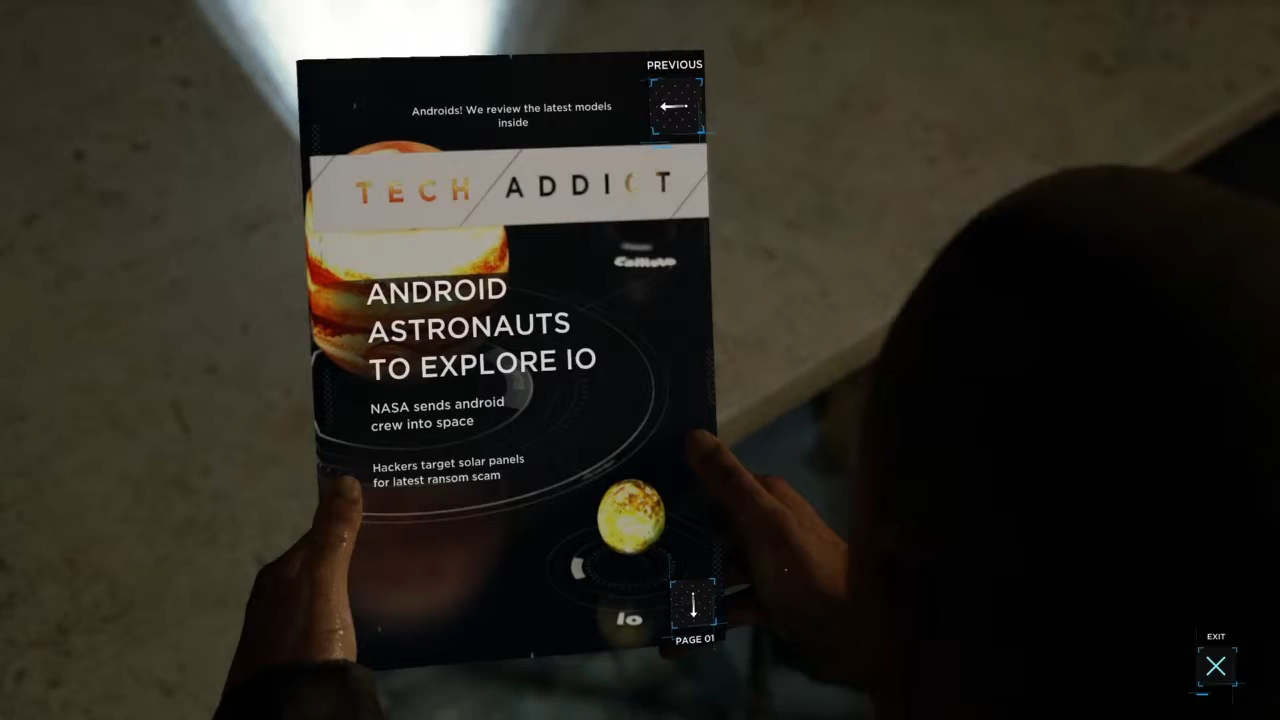 PREVIOUS
Androids! We review the latest models
inside
TECH ADDICT
ANDROID
ASTRONAUTS
TO EXPLORE IO
NASA sends android
crew into space
Hackers target solar panels
for latest ransom scam
Io
PAGE 01
EXIT